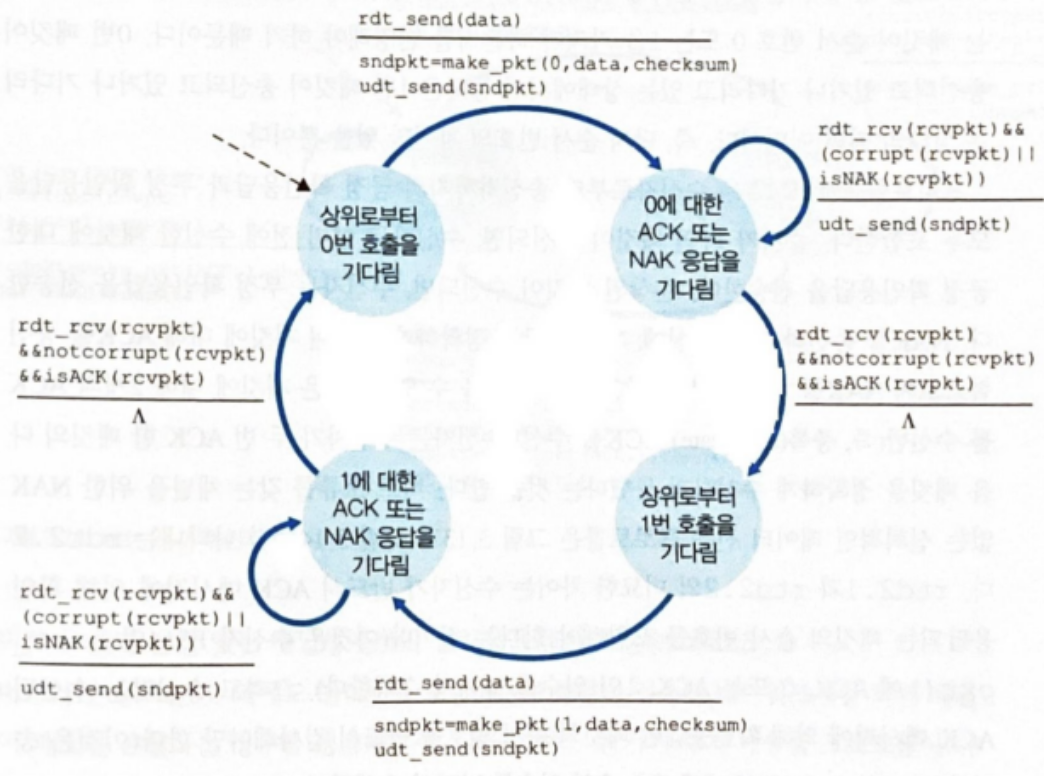 rdt_send(data)
sndpkt=make_pkt(0,data,checksum)
udt_send(sndpkt)
rdt_rcv(rcvpkt)&&
(corrupt(rcvpkt)||
isNAK(rcvpkt))
udt_send(sndpkt)
상위로부터
0번 호출을
기다림
0에 대한
ACK 또는
NAK 응답을
기다림
rdt_rcv(rcvpkt)
&&notcorrupt(rcvpkt)
&&isACK(rcvpkt)
Λ
rdt_rcv(rcvpkt)
&&notcorrupt(rcvpkt)
&&isACK(rcvpkt)
Λ
1에 대한
ACK 또는
NAK 응답을
기다림
상위로부터
1번 호출을
기다림
rdt_rcv(rcvpkt)&&
(corrupt(rcvpkt)||
isNAK(rcvpkt))
udt_send(sndpkt)
rdt_send(data)
sndpkt=make_pkt(1,data,checksum)
udt_send(sndpkt)